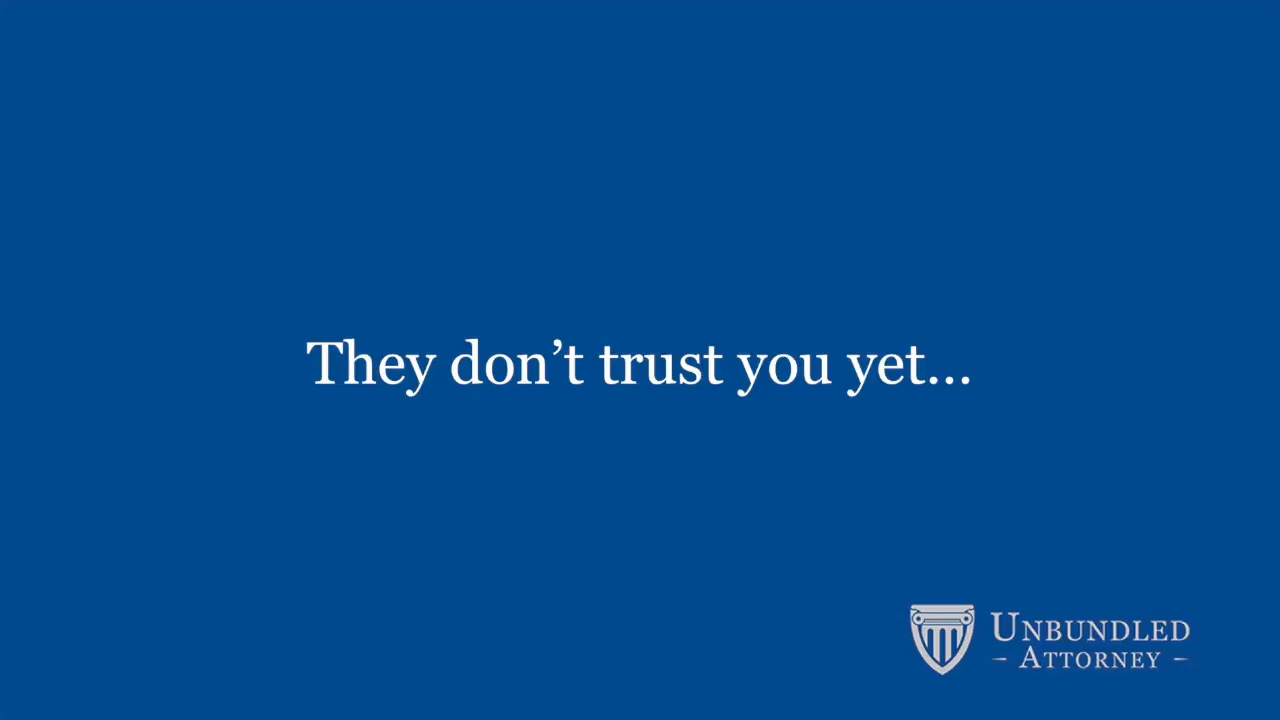 They don’t trust you yet...
UNBUNDLED
– ATTORNEY –